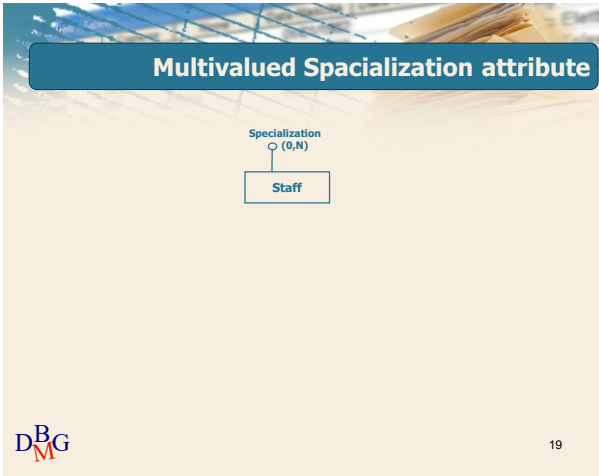 Multivalued Spacialization attribute
Specialization
(0,N)
Staff
DBMG
19